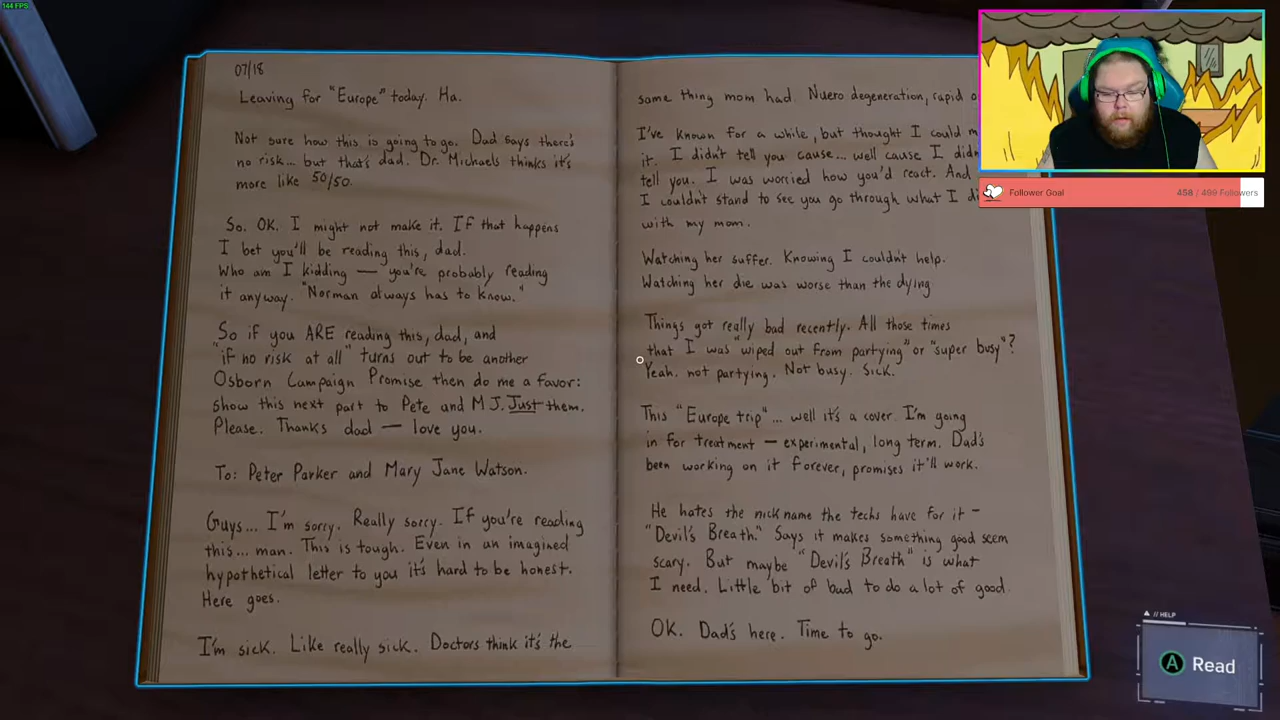 144 FPS
07/18
Leaving for "Europe" today. Ha.
Not sure how this is going to go. Dad says there's
no risk... but that's dad. Dr. Michaels thinks it's
more like 50/50.
So. OK. I might not make it. If that happens
I bet you'll be reading this, dad.
Who am I kidding — you're probably reading
it anyway. "Norman always has to know."
So if you ARE reading this, dad, and
"if no risk at all" turns out to be another
Osborn Campaign Promise then do me a favor:
show this next part to Pete and MJ. Just them.
Please. Thanks dad — love you.
To: Peter Parker and Mary Jane Watson.
Guys... I'm sorry. Really sorry. If you're reading
this... man. This is tough. Even in an imagined
hypothetical letter to you it's hard to be honest.
Here goes.
I'm sick. Like really sick. Doctors think it's the
same thing mom had. Nuero degeneration, rapid
I've known for a while, but thought I could
it. I didn't tell you cause... well cause I
tell you. I was worried how you'd react. And
I couldn't stand to see you go through what I
with my mom.
Watching her suffer. Knowing I couldn't help.
Watching her die was worse than the dying
Things got really bad recently. All those times
that I was "wiped out from partying" or "super busy"?
Yeah. not partying. Not busy. Sick.
This "Europe trip"... well it's a cover. I'm going
in for treatment — experimental, long term. Dad's
been working on it forever, promises it'll work.
He hates the nickname the techs have for it -
"Devil's Breath." Says it makes something good seem
scary. But maybe "Devil's Breath" is what
I need. Little bit of bad to do a lot of good.
OK. Dad's here. Time to go.
Follower Goal 458 / 499 Followers
// HELP
A Read